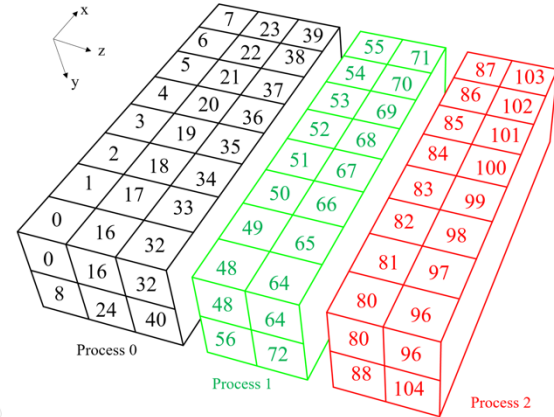 x
z
y
7 23 39
6 22 38
5 21 37
4 20 36
3 19 35
2 18 34
1 17 33
0 16 32
0 16 32
8 24 40
Process 0
55 71
54 70
53 69
52 68
51 67
50 66
49 65
48 64
48 64
56 72
Process 1
87 103
86 102
85 101
84 100
83 99
82 98
81 97
80 96
80 96
88 104
Process 2